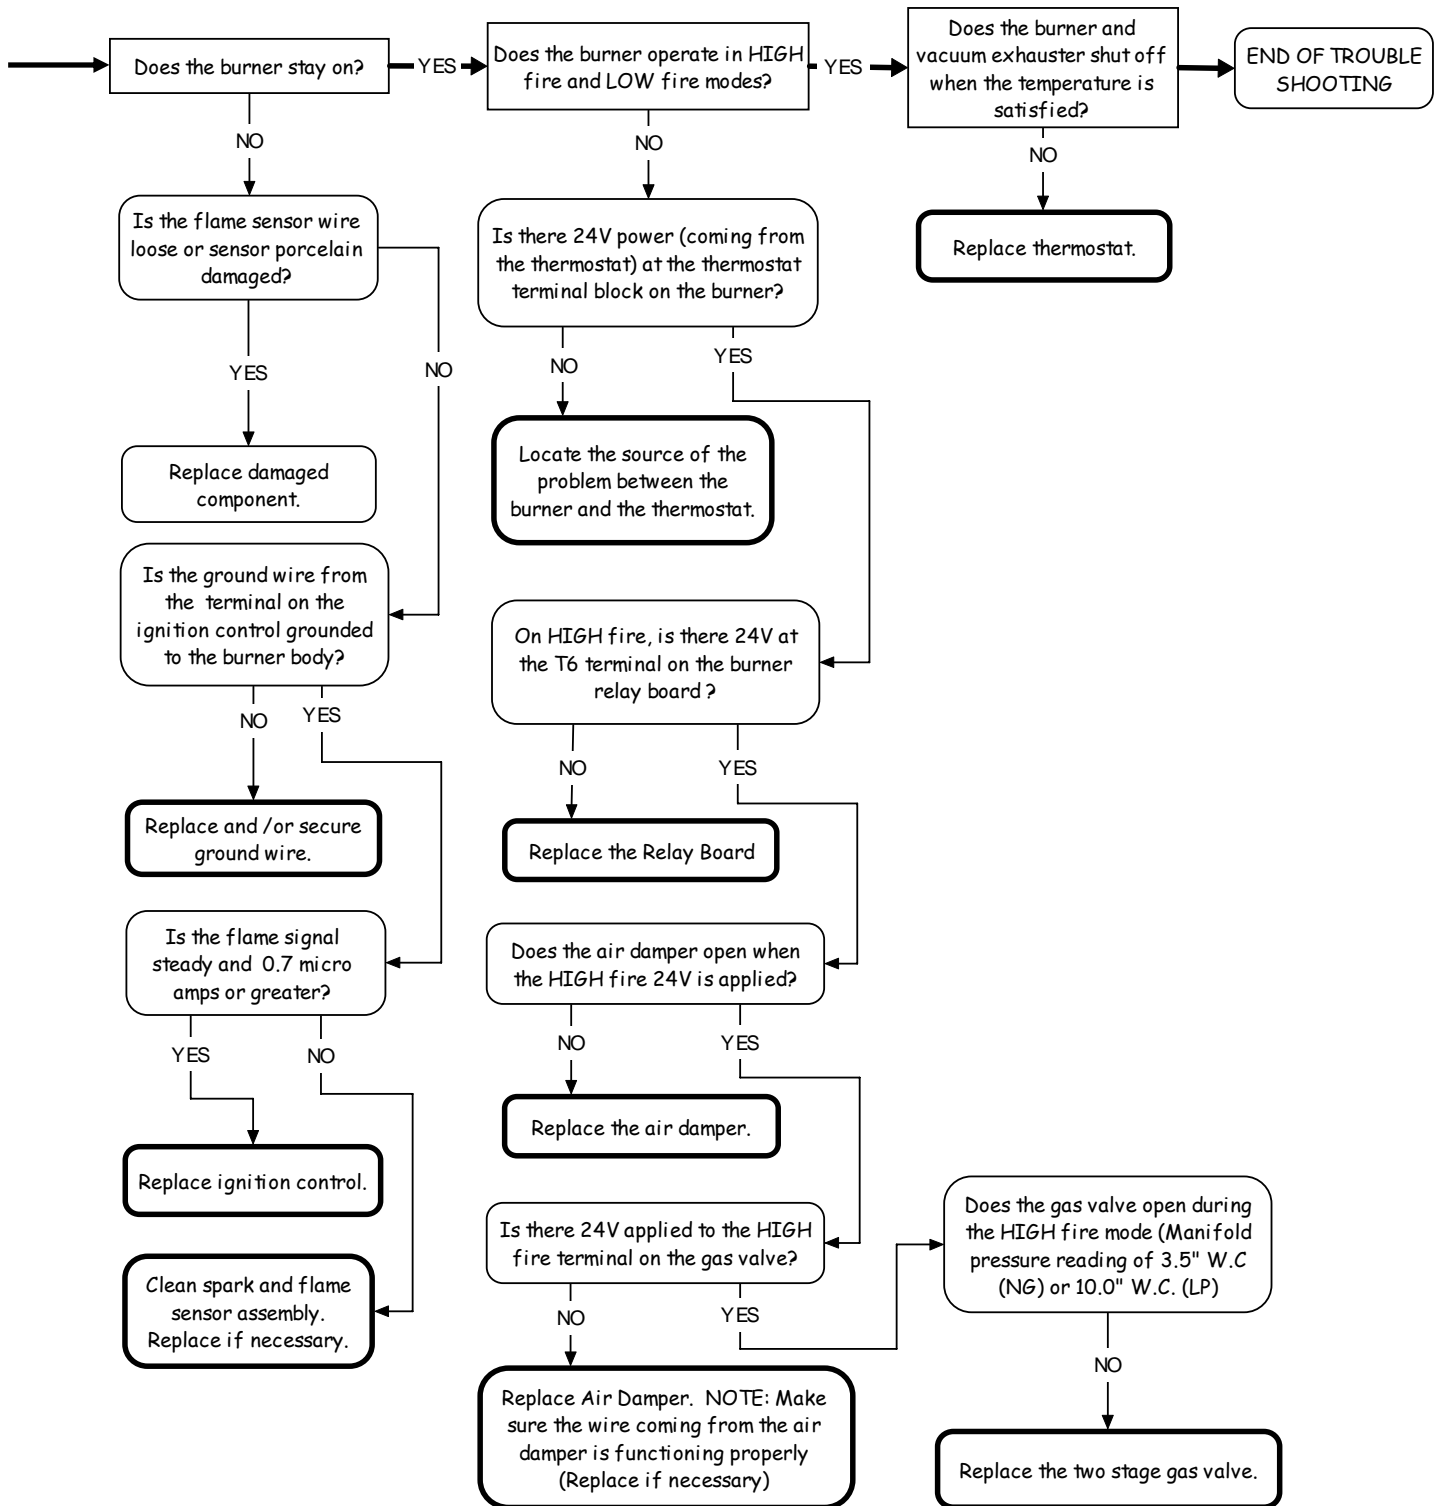 Does the burner stay on?
YES
Does the burner operate in HIGH
fire and LOW fire modes?
YES
Does the burner and
vacuum exhauster shut off
when the temperature is
satisfied?
END OF TROUBLE
SHOOTING
NO
Is the flame sensor wire
loose or sensor porcelain
damaged?
YES
NO
Replace damaged
component.
Is the ground wire from
the terminal on the
ignition control grounded
to the burner body?
NO
YES
Replace and /or secure
ground wire.
Is the flame signal
steady and 0.7 micro
amps or greater?
YES
NO
Replace ignition control.
Clean spark and flame
sensor assembly.
Replace if necessary.
NO
Is there 24V power (coming from
the thermostat) at the thermostat
terminal block on the burner?
NO
YES
Locate the source of the
problem between the
burner and the thermostat.
On HIGH fire, is there 24V at
the T6 terminal on the burner
relay board ?
NO
YES
Replace the Relay Board
Does the air damper open when
the HIGH fire 24V is applied?
NO
YES
Replace the air damper.
Is there 24V applied to the HIGH
fire terminal on the gas valve?
NO
YES
Replace Air Damper. NOTE: Make
sure the wire coming from the air
damper is functioning properly
(Replace if necessary)
NO
Replace thermostat.
Does the gas valve open during
the HIGH fire mode (Manifold
pressure reading of 3.5" W.C
(NG) or 10.0" W.C. (LP)
NO
Replace the two stage gas valve.